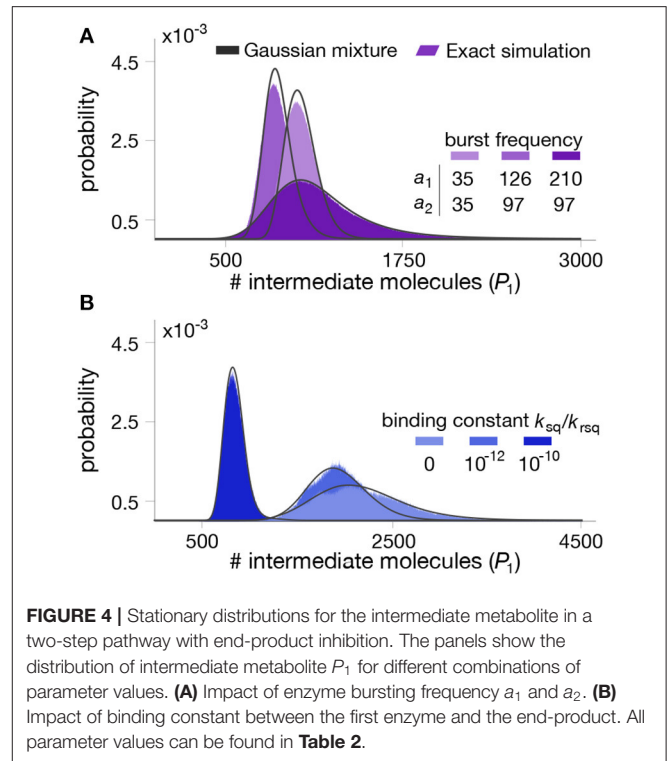 A
x10⁻³
Gaussian mixture Exact simulation
4.5
2.5
0.5
probability
burst frequency
a₁ 35 126 210
a₂ 35 97 97
500 1750 3000
# intermediate molecules (P₁)
B
x10⁻³
4.5
2.5
0.5
probability
binding constant k_sq/k_rsq
0 10⁻¹² 10⁻¹⁰
500 2500 4500
# intermediate molecules (P₁)
FIGURE 4 | Stationary distributions for the intermediate metabolite in a
two-step pathway with end-product inhibition. The panels show the
distribution of intermediate metabolite P₁ for different combinations of
parameter values. (A) Impact of enzyme bursting frequency a₁ and a₂. (B)
Impact of binding constant between the first enzyme and the end-product. All
parameter values can be found in Table 2.